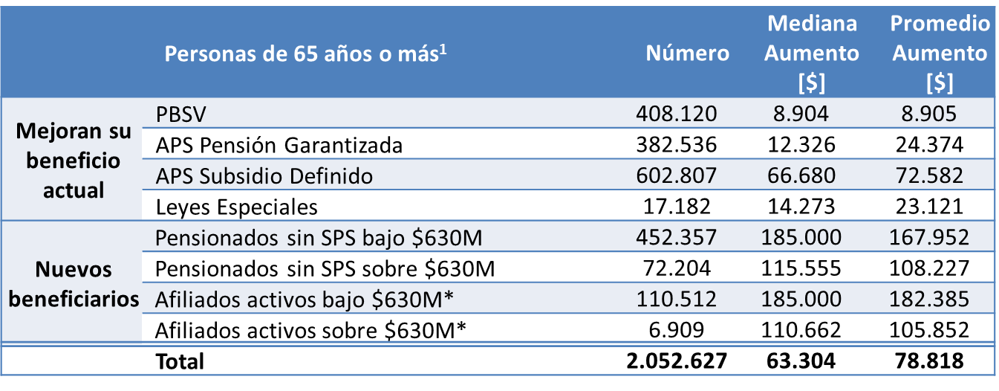 Personas de 65 años o más¹ Número Mediana Aumento [$] Promedio Aumento [$]
Mejoran su beneficio actual
PBSV 408.120 8.904 8.905
APS Pensión Garantizada 382.536 12.326 24.374
APS Subsidio Definido 602.807 66.680 72.582
Leyes Especiales 17.182 14.273 23.121
Nuevos beneficiarios
Pensionados sin SPS bajo $630M 452.357 185.000 167.952
Pensionados sin SPS sobre $630M 72.204 115.555 108.227
Afiliados activos bajo $630M* 110.512 185.000 182.385
Afiliados activos sobre $630M* 6.909 110.662 105.852
Total 2.052.627 63.304 78.818